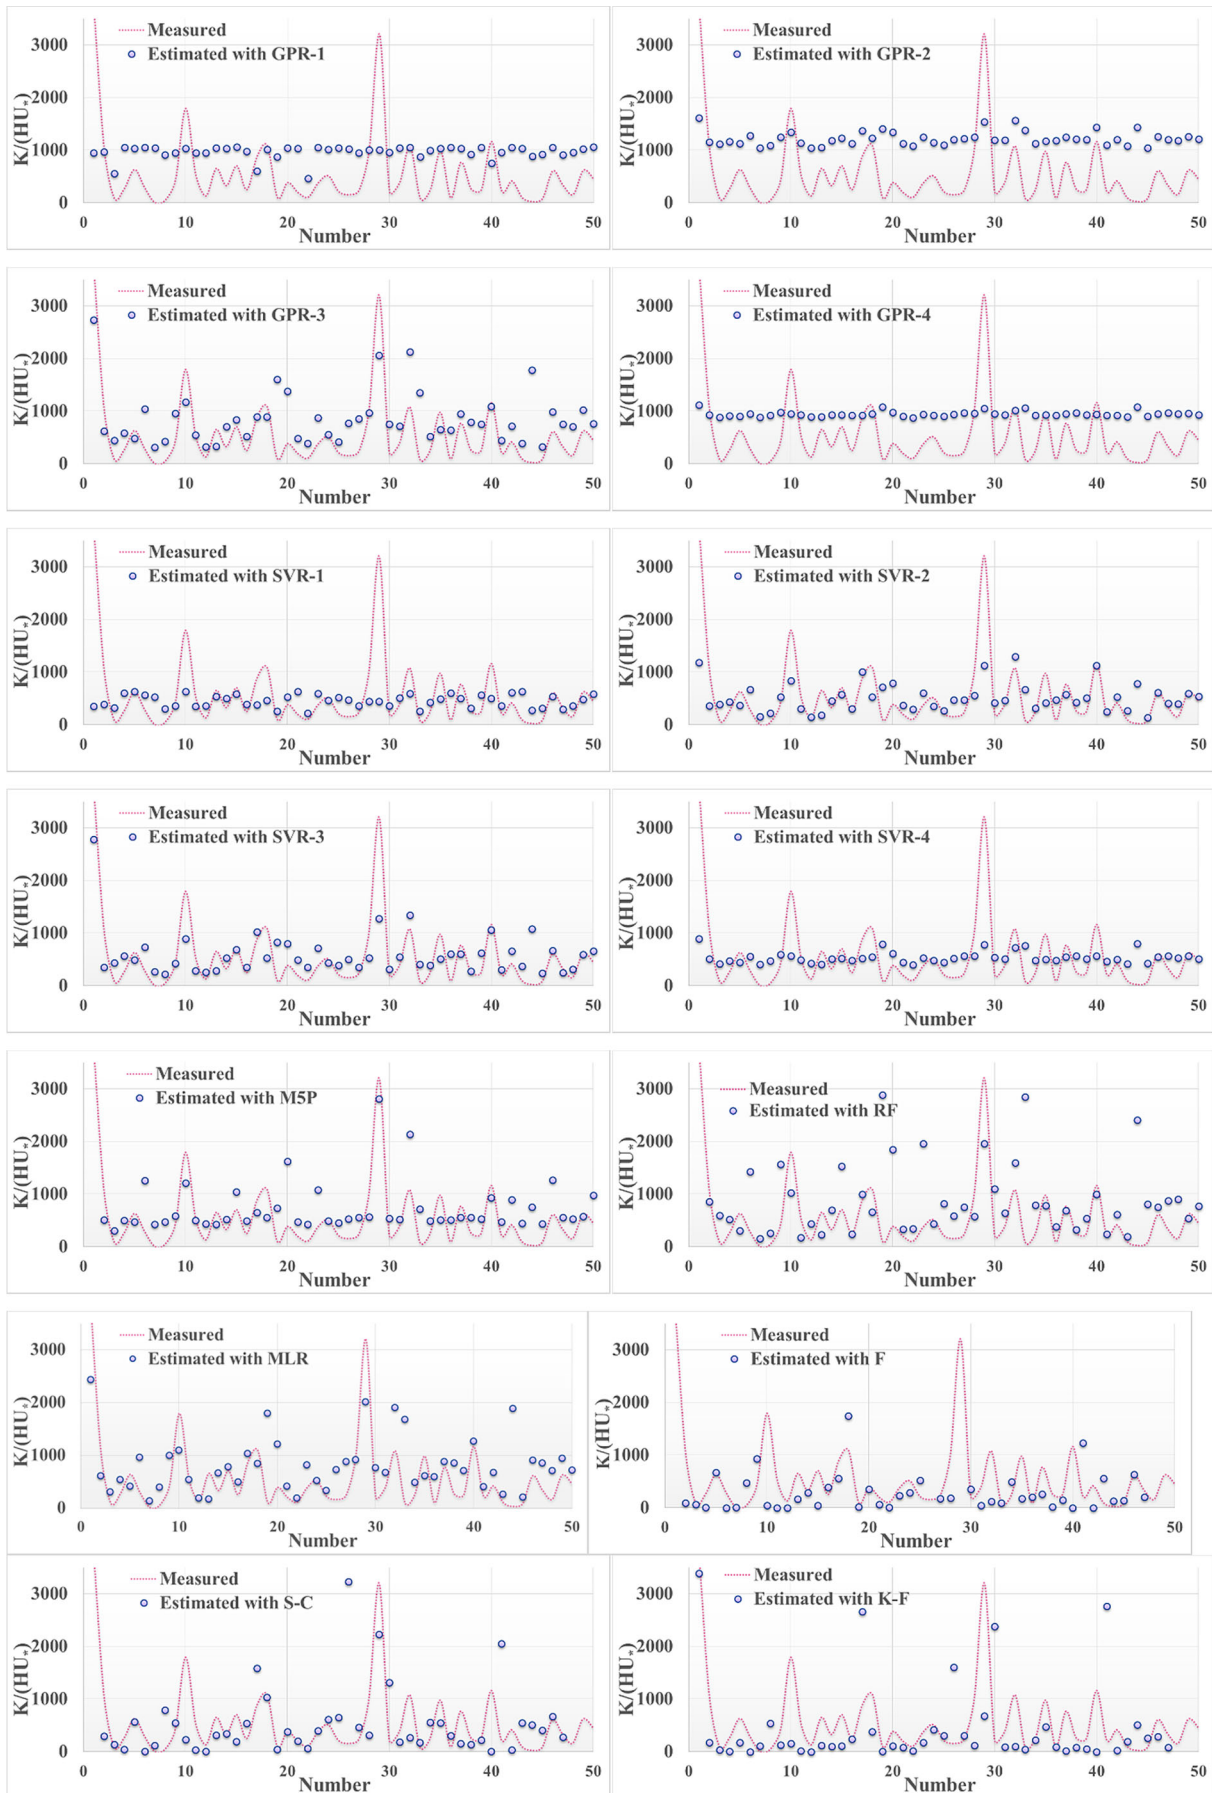 Measured
Estimated with GPR-1
K/(HU*)
3000
2000
1000
0
0 10 20 30 40 50
Number
Measured
Estimated with GPR-2
K/(HU*)
3000
2000
1000
0
0 10 20 30 40 50
Number
Measured
Estimated with GPR-3
K/(HU*)
3000
2000
1000
0
0 10 20 30 40 50
Number
Measured
Estimated with GPR-4
K/(HU*)
3000
2000
1000
0
0 10 20 30 40 50
Number
Measured
Estimated with SVR-1
K/(HU*)
3000
2000
1000
0
0 10 20 30 40 50
Number
Measured
Estimated with SVR-2
K/(HU*)
3000
2000
1000
0
0 10 20 30 40 50
Number
Measured
Estimated with SVR-3
K/(HU*)
3000
2000
1000
0
0 10 20 30 40 50
Number
Measured
Estimated with SVR-4
K/(HU*)
3000
2000
1000
0
0 10 20 30 40 50
Number
Measured
Estimated with M5P
K/(HU*)
3000
2000
1000
0
0 10 20 30 40 50
Number
Measured
Estimated with RF
K/(HU*)
3000
2000
1000
0
0 10 20 30 40 50
Number
Measured
Estimated with MLR
K/(HU*)
3000
2000
1000
0
0 10 20 30 40 50
Number
Measured
Estimated with F
K/(HU*)
3000
2000
1000
0
0 10 20 30 40 50
Number
Measured
Estimated with S-C
K/(HU*)
3000
2000
1000
0
0 10 20 30 40 50
Number
Measured
Estimated with K-F
K/(HU*)
3000
2000
1000
0
0 10 20 30 40 50
Number